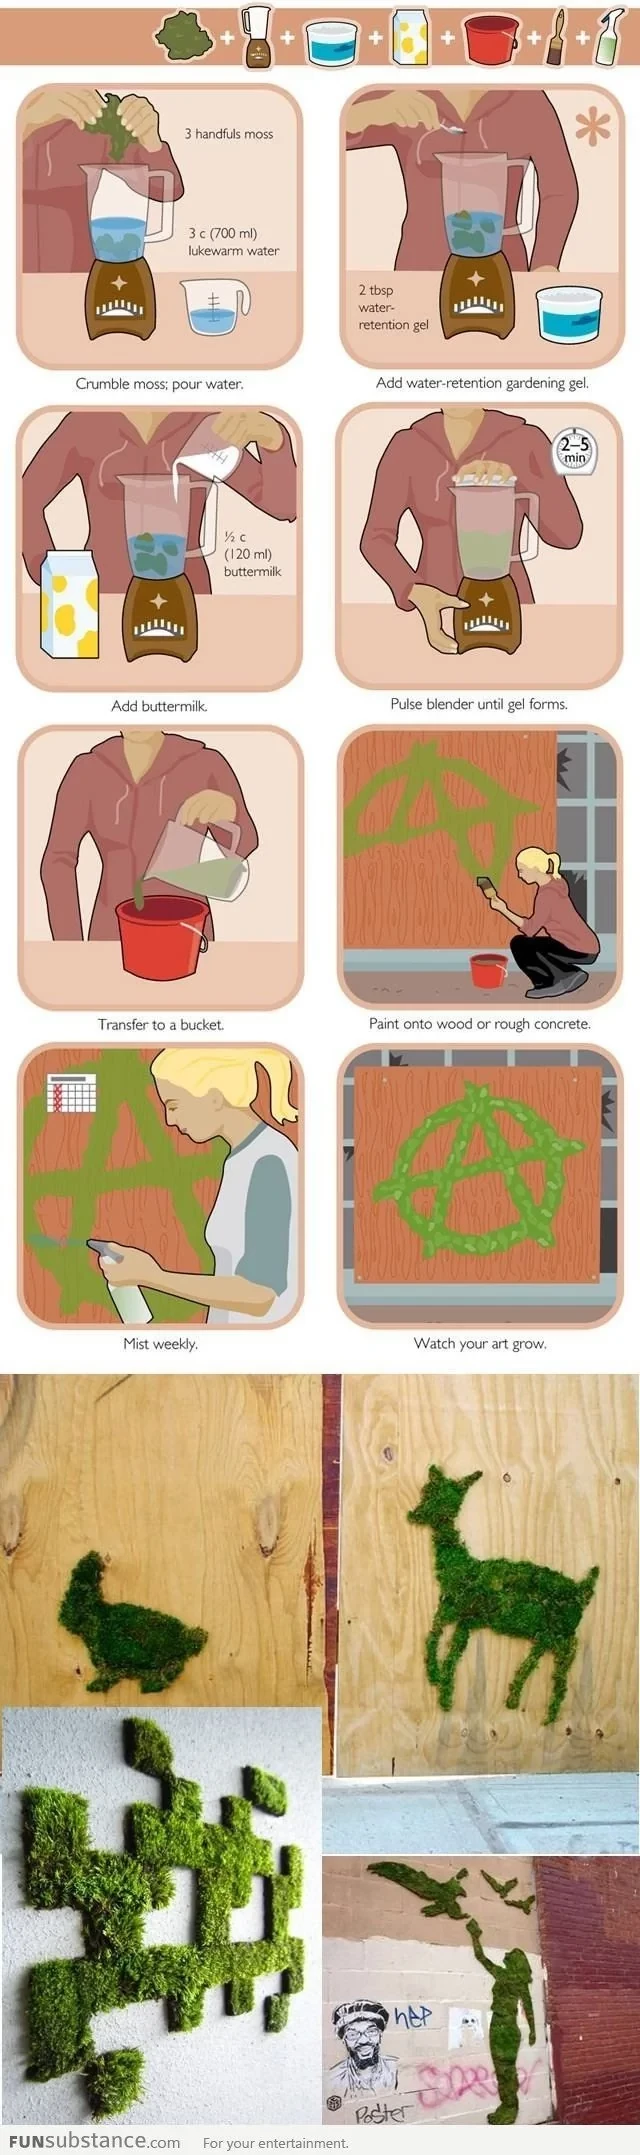 3 handfuls moss
3 c (700 ml)
lukewarm water
Crumble moss; pour water.
2 tbsp
water-
retention gel
Add water-retention gardening gel.
½ c
(120 ml)
buttermilk
Add buttermilk.
2–5
min
Pulse blender until gel forms.
Transfer to a bucket.
Paint onto wood or rough concrete.
Mist weekly.
Watch your art grow.
POSTER
FUNsubstance.com For your entertainment.